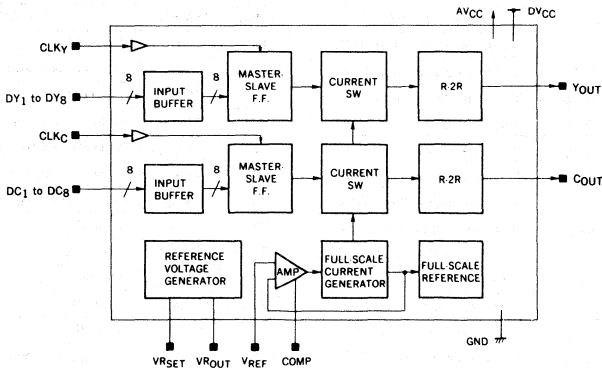 AVCC DVCC
CLKY
8 8
DY1 to DY8
INPUT
BUFFER
MASTER-
SLAVE
F.F.
CURRENT
SW
R-2R
YOUT
CLKC
8 8
DC1 to DC8
INPUT
BUFFER
MASTER-
SLAVE
F.F.
CURRENT
SW
R-2R
COUT
REFERENCE
VOLTAGE
GENERATOR
AMP
FULL-SCALE
CURRENT
GENERATOR
FULL-SCALE
REFERENCE
GND
VRSET VROUT VREF COMP